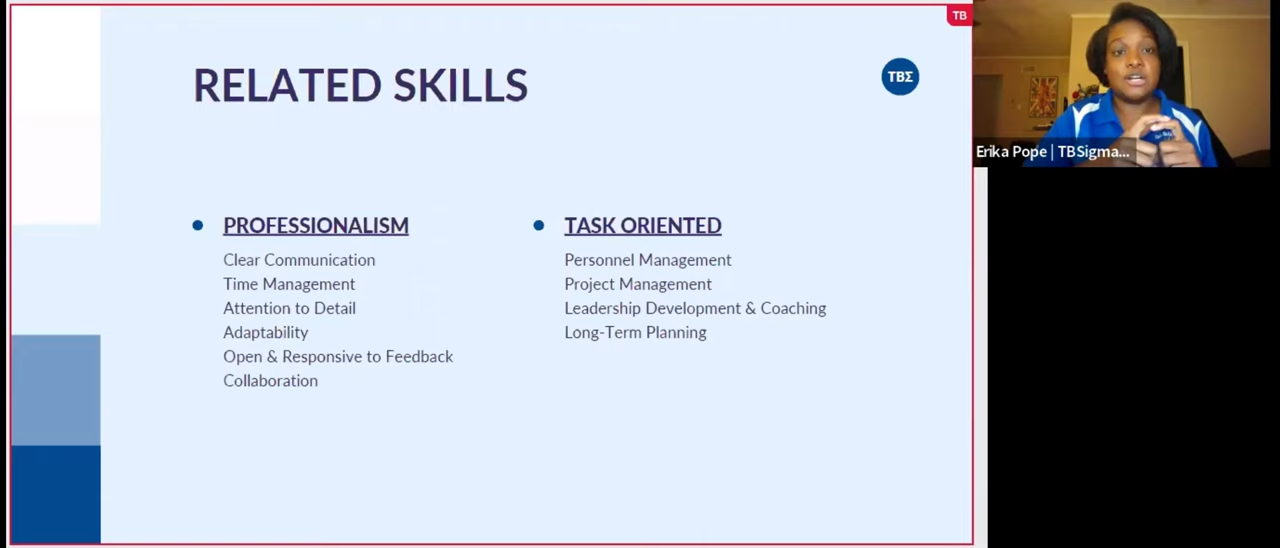 TB
RELATED SKILLS
TBΣ
PROFESSIONALISM
Clear Communication
Time Management
Attention to Detail
Adaptability
Open & Responsive to Feedback
Collaboration
TASK ORIENTED
Personnel Management
Project Management
Leadership Development & Coaching
Long-Term Planning
Erika Pope | TBSigma...